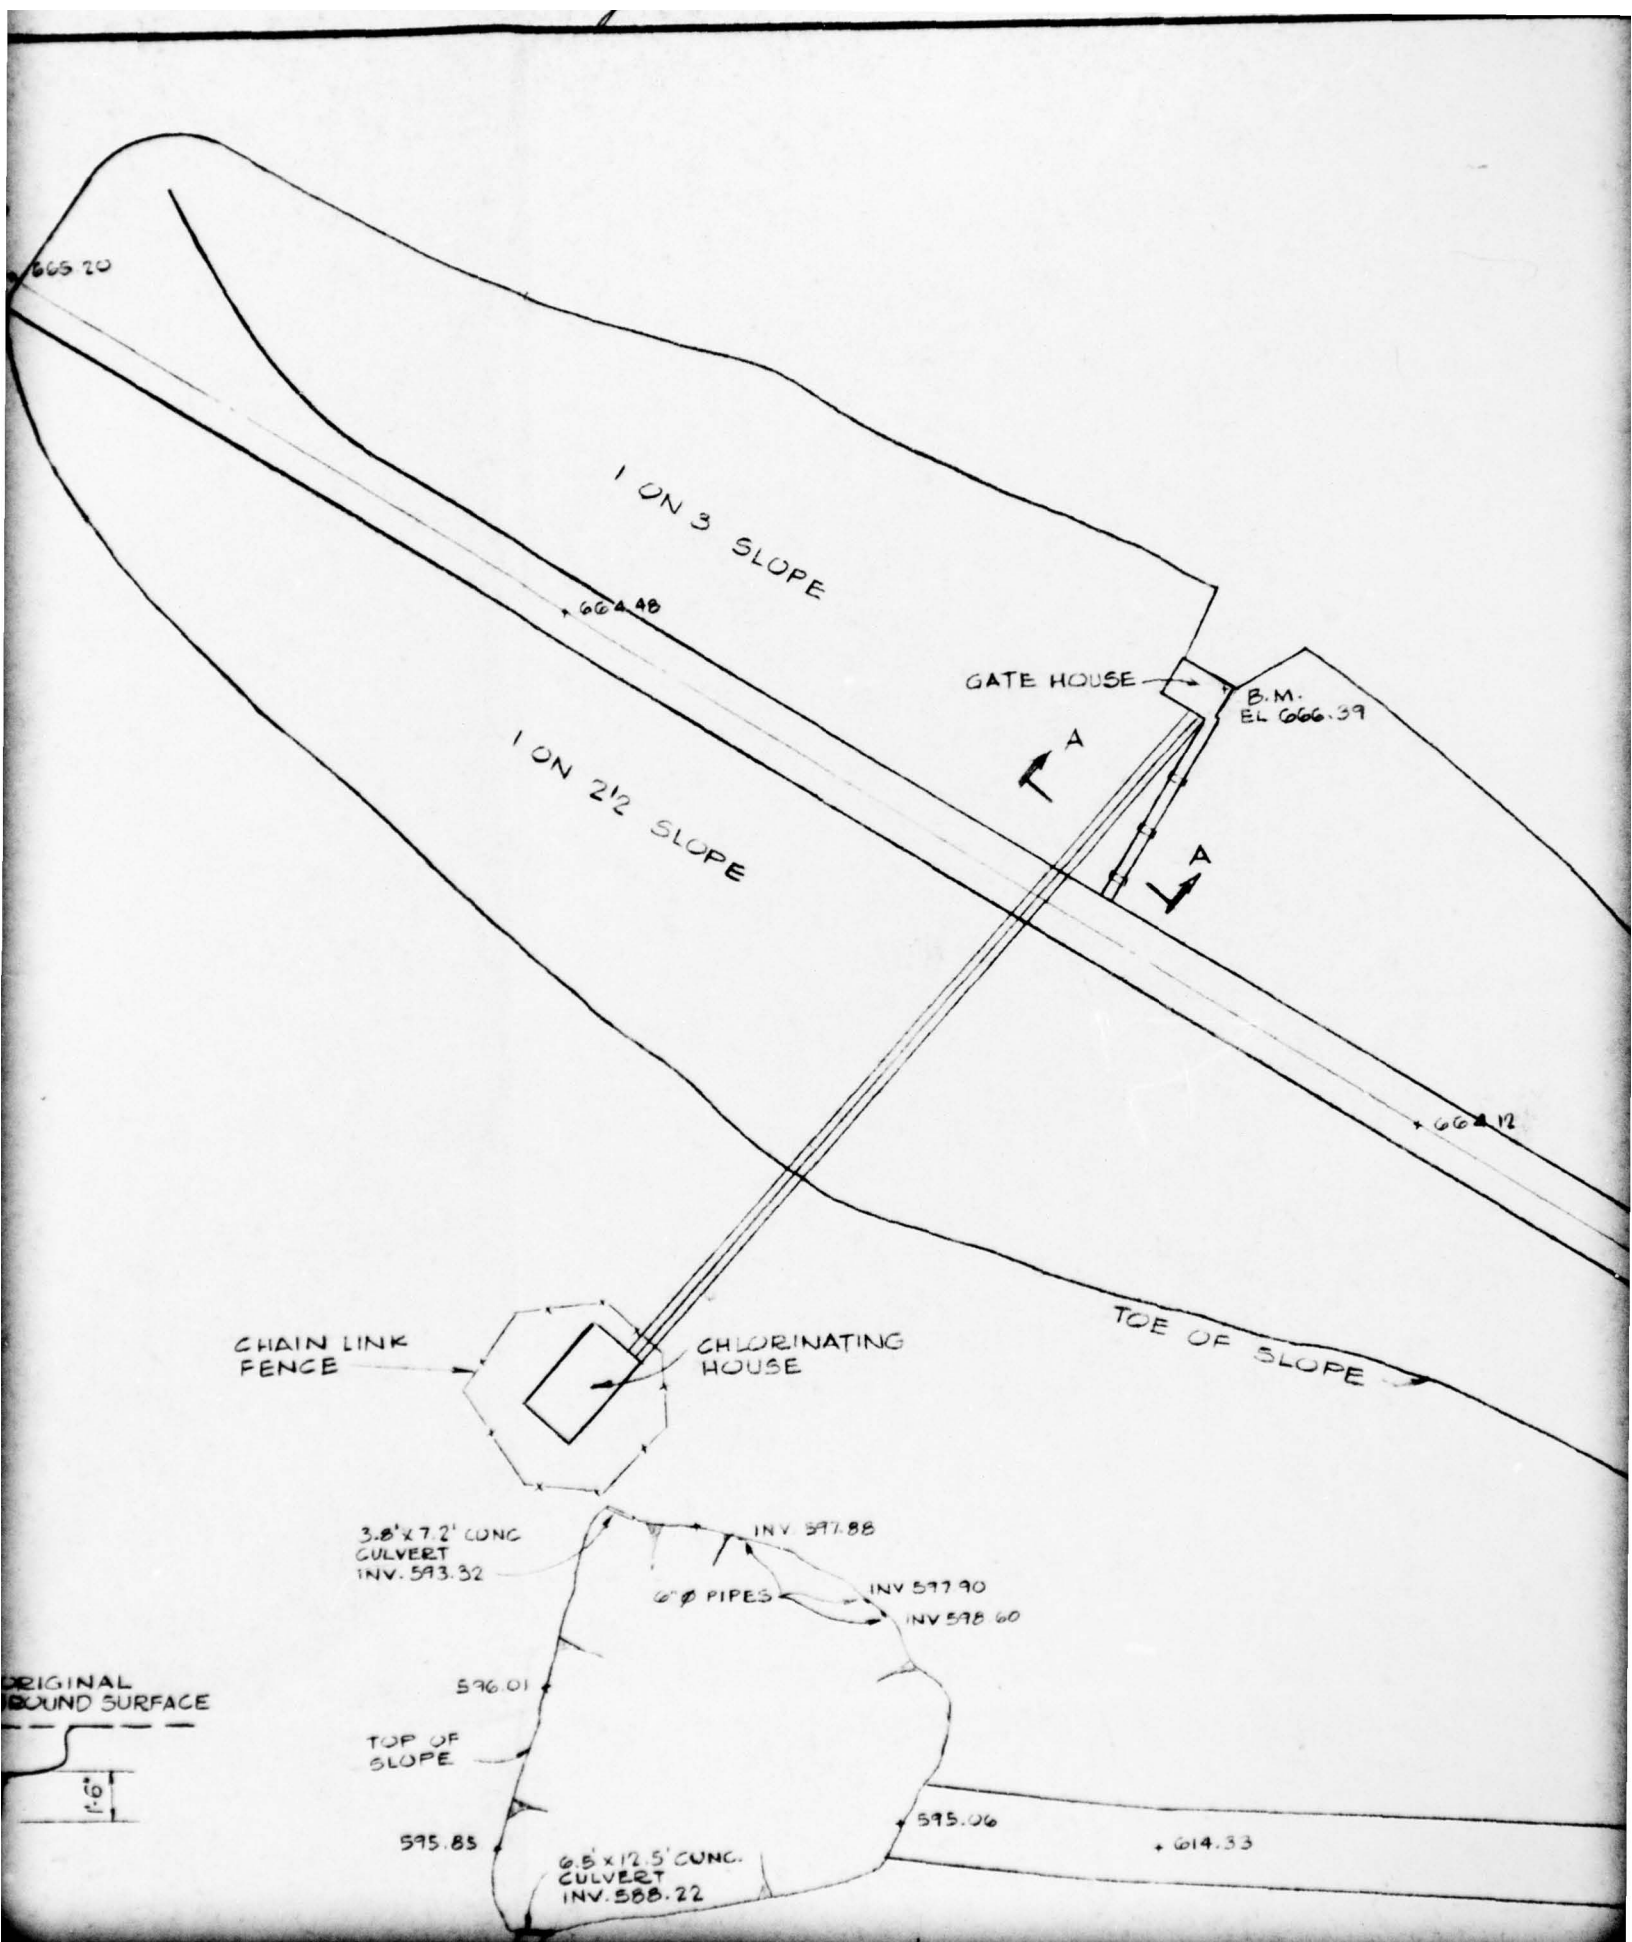 665.20
1 ON 3 SLOPE
664.48
GATE HOUSE
B.M.
EL 666.39
A
1 ON 2 1/2 SLOPE
A
664.12
TOE OF SLOPE
CHAIN LINK
FENCE
CHLORINATING
HOUSE
3.8' X 7.2' CONC
CULVERT
INV. 593.32
INV. 597.88
6" Ø PIPES
INV 597.90
INV 598.60
596.01
ORIGINAL
GROUND SURFACE
TOP OF
SLOPE
1'-6"
595.85
595.06
614.33
6.5' X 12.5' CONC.
CULVERT
INV. 588.22